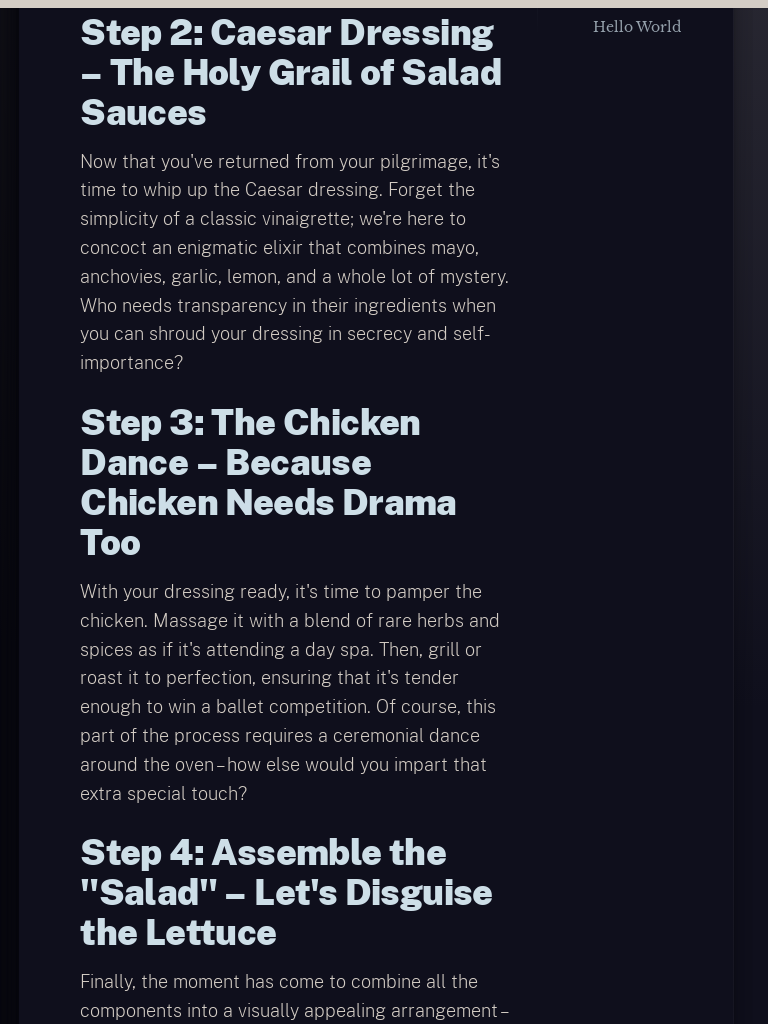 Step 2: Caesar Dressing
– The Holy Grail of Salad
Sauces
Now that you've returned from your pilgrimage, it's
time to whip up the Caesar dressing. Forget the
simplicity of a classic vinaigrette; we're here to
concoct an enigmatic elixir that combines mayo,
anchovies, garlic, lemon, and a whole lot of mystery.
Who needs transparency in their ingredients when
you can shroud your dressing in secrecy and self-
importance?
Step 3: The Chicken
Dance – Because
Chicken Needs Drama
Too
With your dressing ready, it's time to pamper the
chicken. Massage it with a blend of rare herbs and
spices as if it's attending a day spa. Then, grill or
roast it to perfection, ensuring that it's tender
enough to win a ballet competition. Of course, this
part of the process requires a ceremonial dance
around the oven – how else would you impart that
extra special touch?
Step 4: Assemble the
"Salad" – Let's Disguise
the Lettuce
Finally, the moment has come to combine all the
components into a visually appealing arrangement –
Hello World